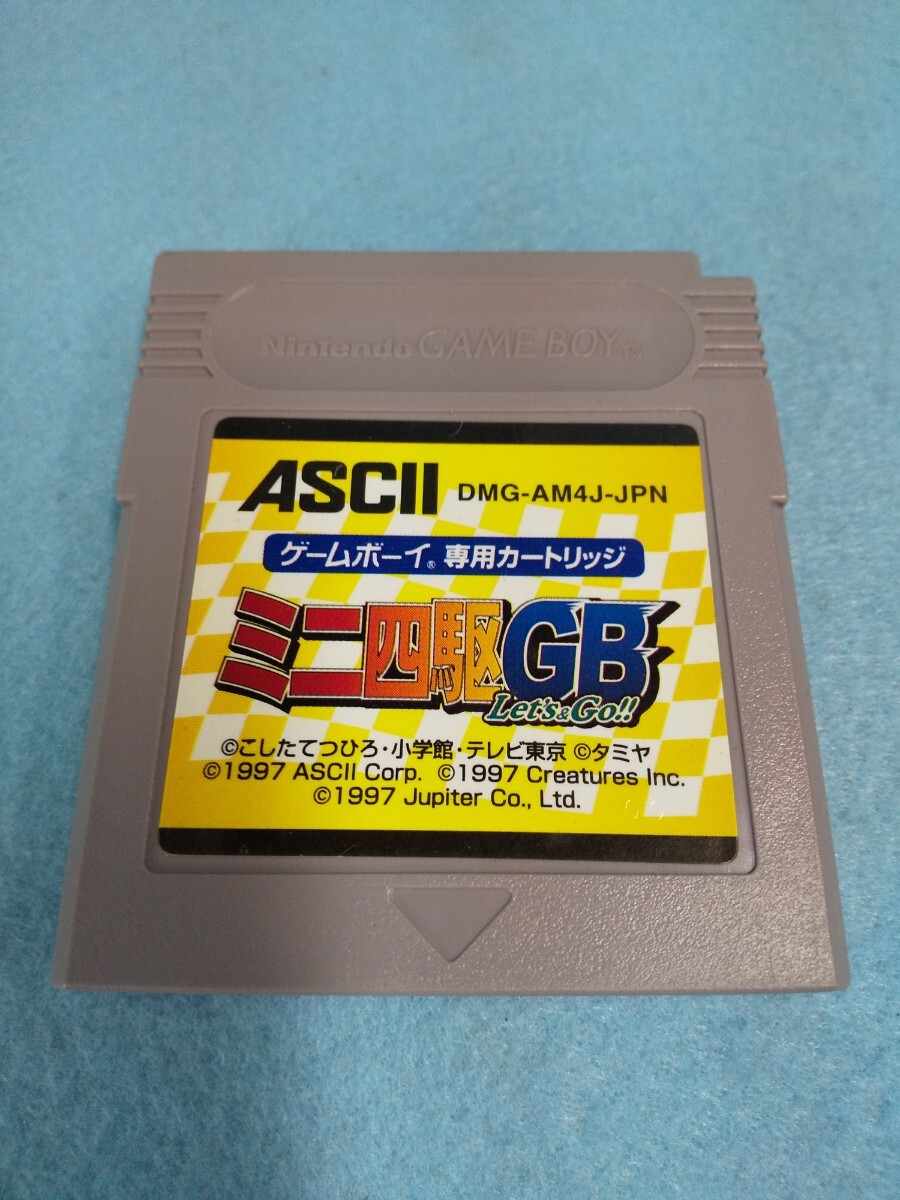 Nintendo GAME BOY TM
ASCII DMG-AM4J-JPN
ゲームボーイ® 専用カートリッジ
ミニ四駆GB
Let's&Go!!
©こしたてつひろ・小学館・テレビ東京 ©タミヤ
©1997 ASCII Corp. ©1997 Creatures Inc.
©1997 Jupiter Co., Ltd.